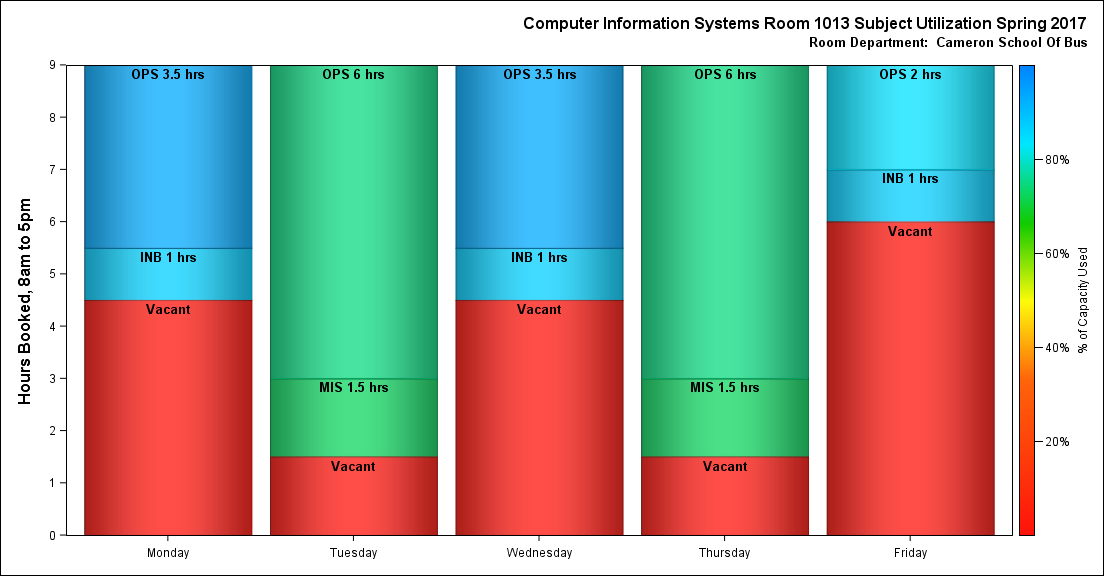 Computer Information Systems Room 1013 Subject Utilization Spring 2017
Room Department:  Cameron School Of Bus
Hours Booked, 8am to 5pm
9
8
7
6
5
4
3
2
1
0
OPS 3.5 hrs
INB 1 hrs
Vacant
OPS 6 hrs
MIS 1.5 hrs
Vacant
OPS 3.5 hrs
INB 1 hrs
Vacant
OPS 6 hrs
MIS 1.5 hrs
Vacant
OPS 2 hrs
INB 1 hrs
Vacant
Monday
Tuesday
Wednesday
Thursday
Friday
80%
60%
40%
20%
% of Capacity Used